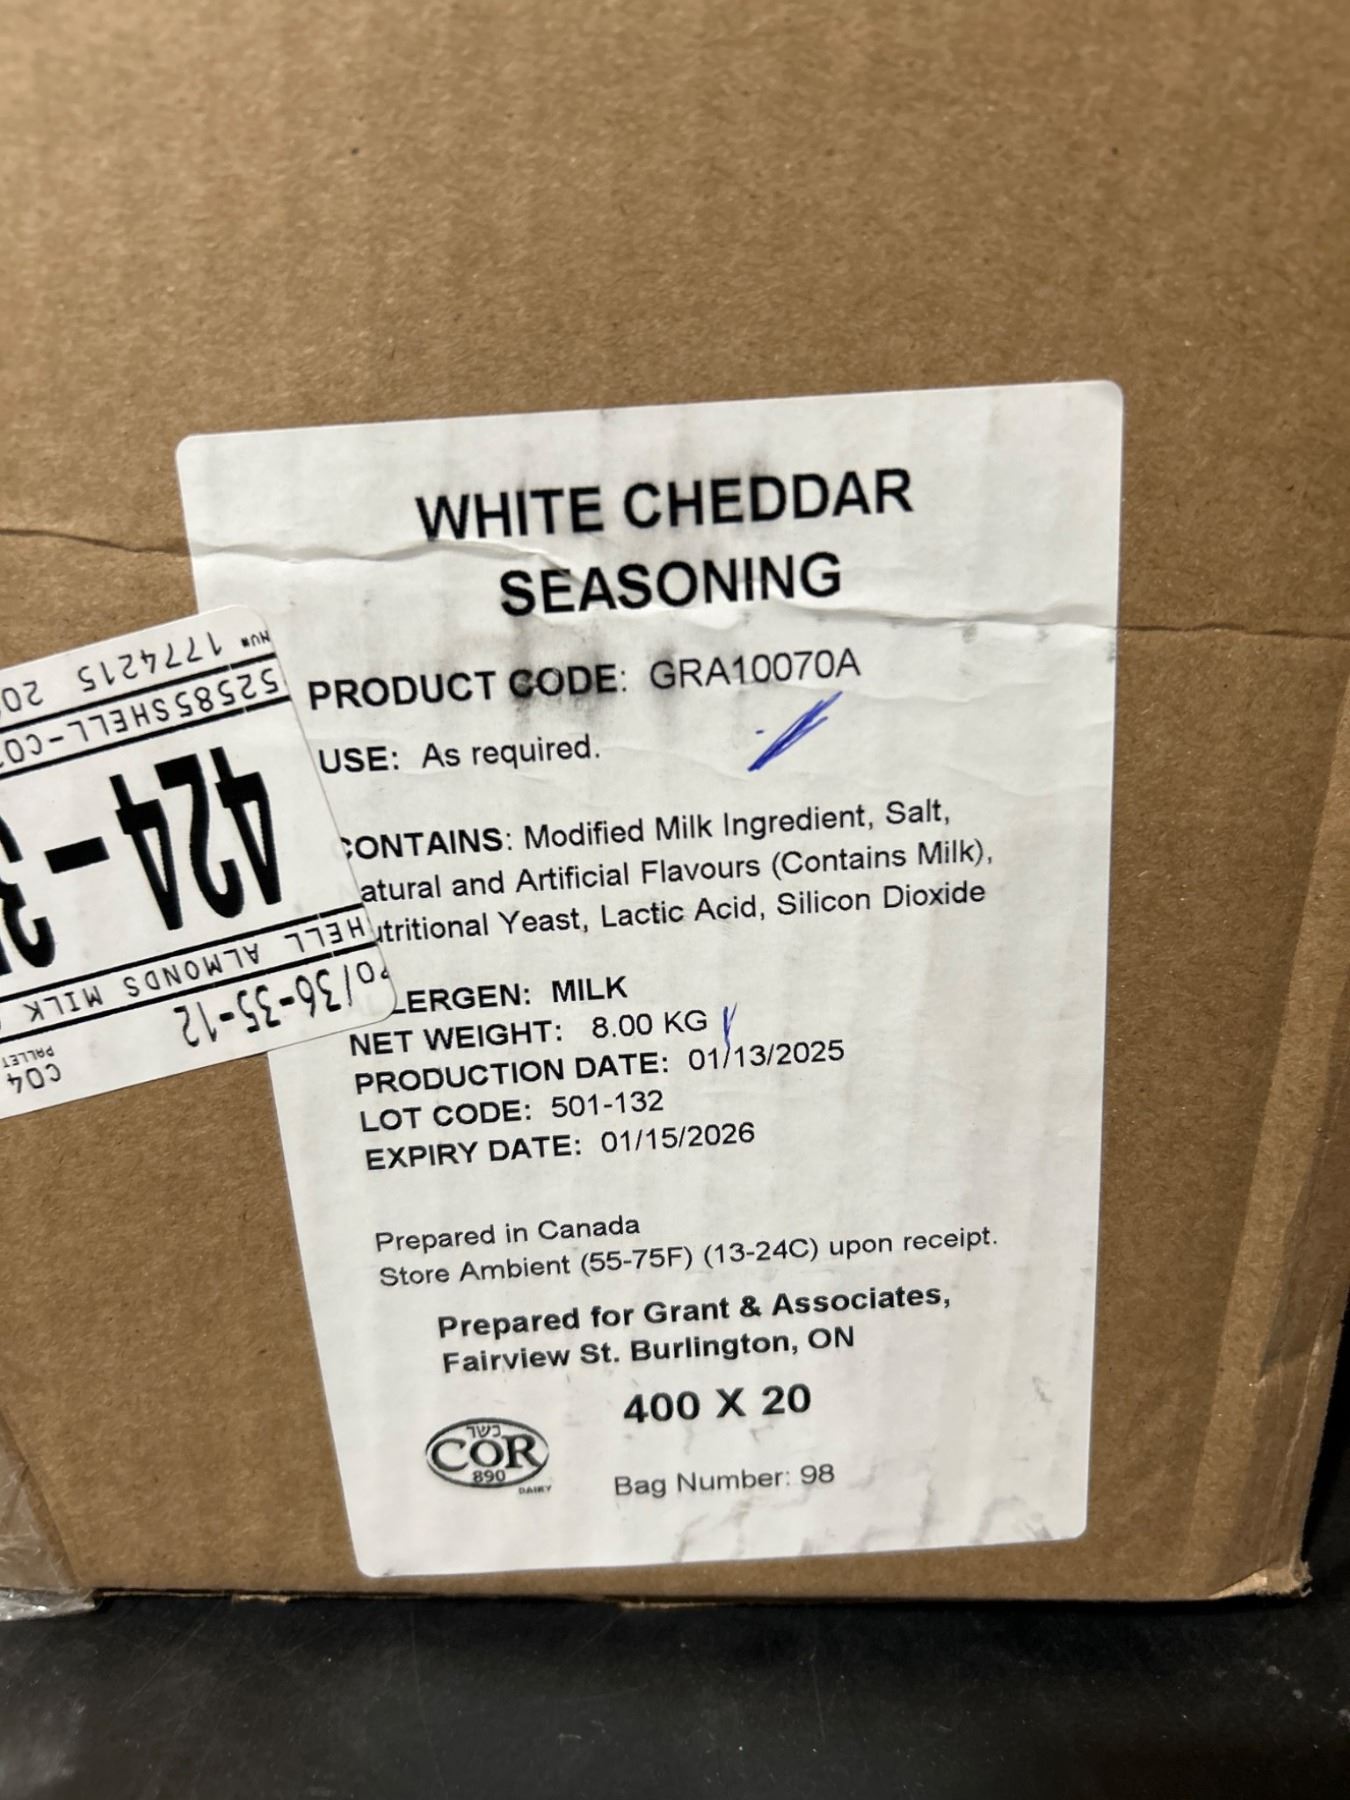 WHITE CHEDDAR
SEASONING
PRODUCT CODE: GRA10070A
USE: As required.
CONTAINS: Modified Milk Ingredient, Salt,
atural and Artificial Flavours (Contains Milk),
utritional Yeast, Lactic Acid, Silicon Dioxide
LERGEN: MILK
NET WEIGHT: 8.00 KG
PRODUCTION DATE: 01/13/2025
LOT CODE: 501-132
EXPIRY DATE: 01/15/2026
Prepared in Canada
Store Ambient (55-75F) (13-24C) upon receipt.
Prepared for Grant & Associates,
Fairview St. Burlington, ON
400 X 20
כשר
COR
890
DAIRY
Bag Number: 98
C04
PALLET
/36-35-12
HELL ALMONDS MILK
424-3
52585SHELL-CO
1774215 20